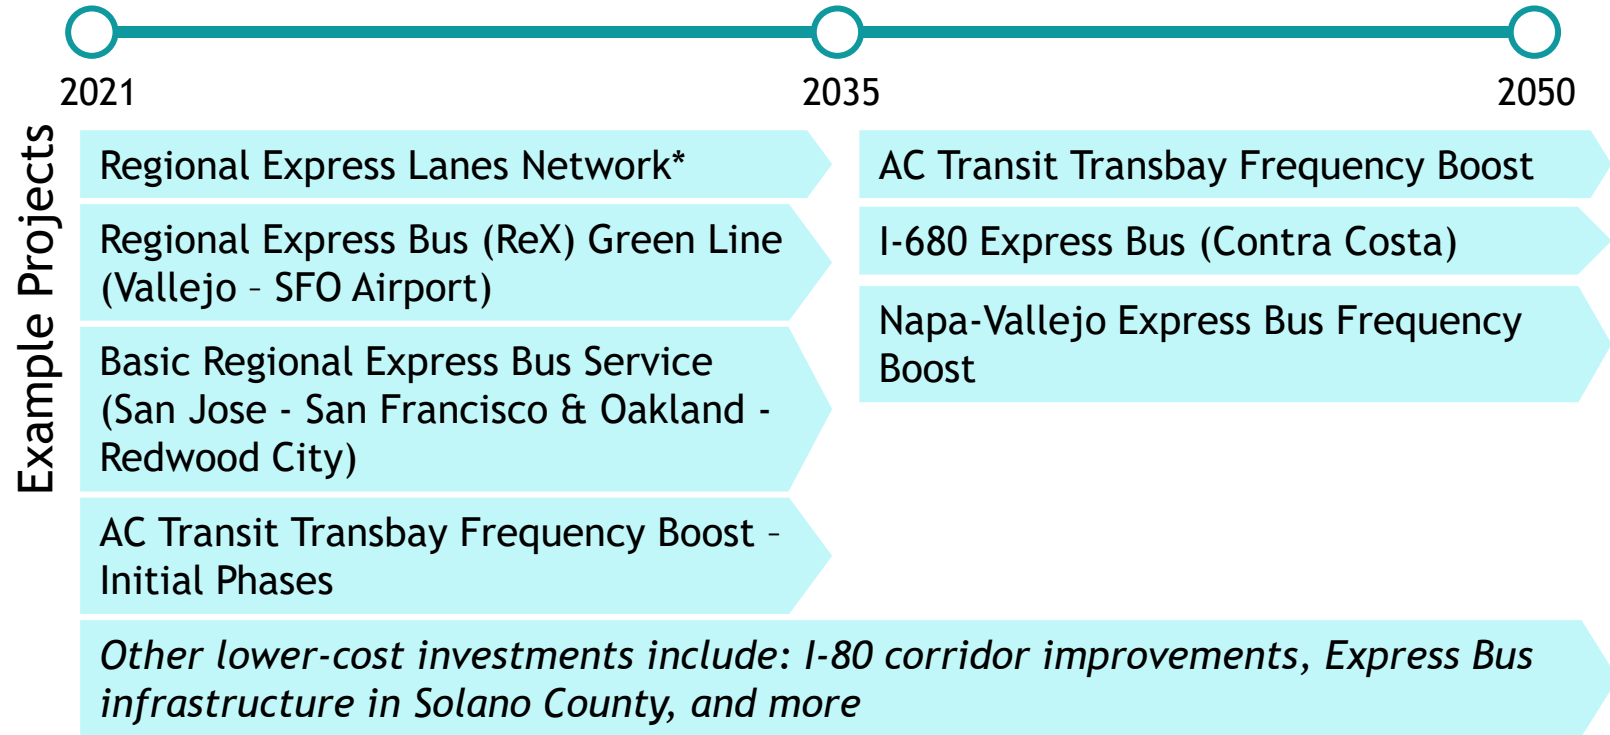 2021
2035
2050
Example Projects
Regional Express Lanes Network*
Regional Express Bus (ReX) Green Line
(Vallejo – SFO Airport)
Basic Regional Express Bus Service
(San Jose - San Francisco & Oakland -
Redwood City)
AC Transit Transbay Frequency Boost –
Initial Phases
AC Transit Transbay Frequency Boost
I-680 Express Bus (Contra Costa)
Napa-Vallejo Express Bus Frequency
Boost
Other lower-cost investments include: I-80 corridor improvements, Express Bus
infrastructure in Solano County, and more